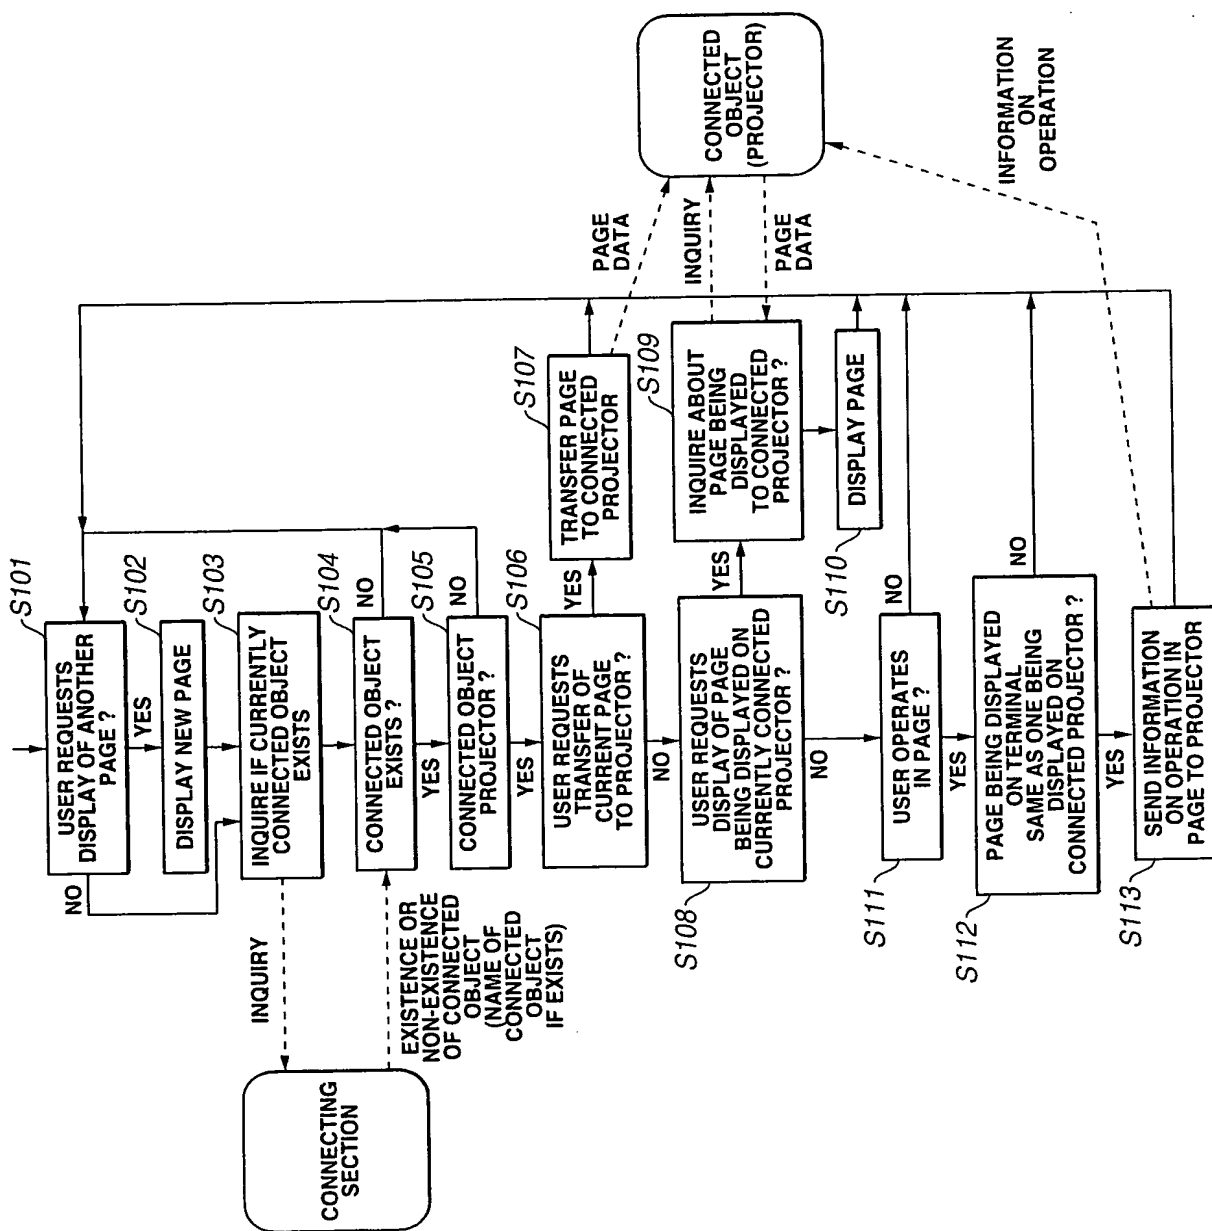 S101
USER REQUESTS
DISPLAY OF ANOTHER
PAGE ?
NO
YES
S102
DISPLAY NEW PAGE
S103
INQUIRE IF CURRENTLY
CONNECTED OBJECT
EXISTS
INQUIRY
CONNECTING
SECTION
EXISTENCE OR
NON-EXISTENCE
OF CONNECTED
OBJECT
(NAME OF
CONNECTED
OBJECT
IF EXISTS)
S104
CONNECTED OBJECT
EXISTS ?
NO
YES
S105
CONNECTED OBJECT
PROJECTOR ?
NO
YES
S106
USER REQUESTS
TRANSFER OF
CURRENT PAGE
TO PROJECTOR ?
YES
NO
S107
TRANSFER PAGE
TO CONNECTED
PROJECTOR
PAGE
DATA
CONNECTED
OBJECT
(PROJECTOR)
S108
USER REQUESTS
DISPLAY OF PAGE
BEING DISPLAYED ON
CURRENTLY CONNECTED
PROJECTOR ?
YES
NO
S109
INQUIRE ABOUT
PAGE BEING
DISPLAYED
TO CONNECTED
PROJECTOR ?
INQUIRY
PAGE
DATA
S110
DISPLAY PAGE
S111
USER OPERATES
IN PAGE ?
NO
YES
S112
PAGE BEING DISPLAYED
ON TERMINAL
SAME AS ONE BEING
DISPLAYED ON
CONNECTED PROJECTOR ?
NO
YES
S113
SEND INFORMATION
ON OPERATION IN
PAGE TO PROJECTOR
INFORMATION
ON
OPERATION